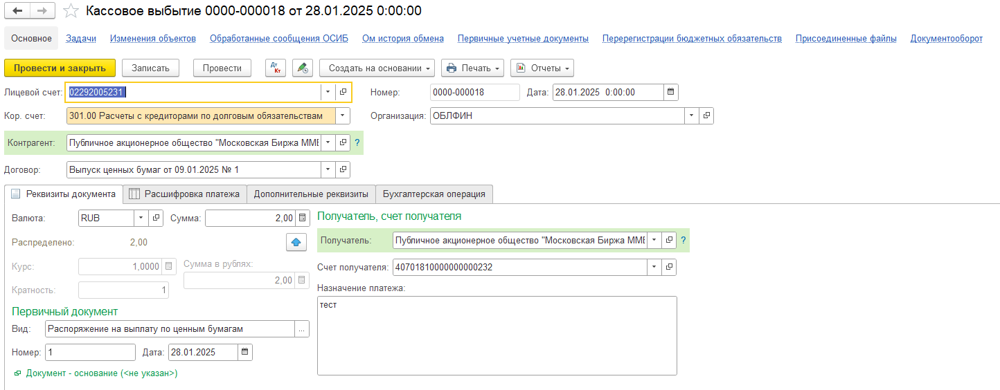 Кассовое выбытие 0000-000018 от 28.01.2025 0:00:00
Основное Задачи Изменения объектов Обработанные сообщения ОСИБ Ом история обмена Первичные учетные документы Перерегистрации бюджетных обязательств Присоединенные файлы Документооборот
Провести и закрыть Записать Провести Дт Кт Создать на основании Печать Отчеты
Лицевой счет: 02292005231 Номер: 0000-000018 Дата: 28.01.2025 0:00:00
Кор. счет: 301.00 Расчеты с кредиторами по долговым обязательствам Организация: ОБЛФИН
Контрагент: Публичное акционерное общество "Московская Биржа ММВ ?
Договор: Выпуск ценных бумаг от 09.01.2025 № 1
Реквизиты документа Расшифровка платежа Дополнительные реквизиты Бухгалтерская операция
Валюта: RUB Сумма: 2,00 Получатель, счет получателя
Распределено: 2,00 Получатель: Публичное акционерное общество "Московская Биржа ММВ ?
Курс: 1,0000 Сумма в рублях: Счет получателя: 40701810000000000232
2,00
Кратность: 1 Назначение платежа:
тест
Первичный документ
Вид: Распоряжение на выплату по ценным бумагам ...
Номер: 1 Дата: 28.01.2025
Документ - основание (<не указан>)